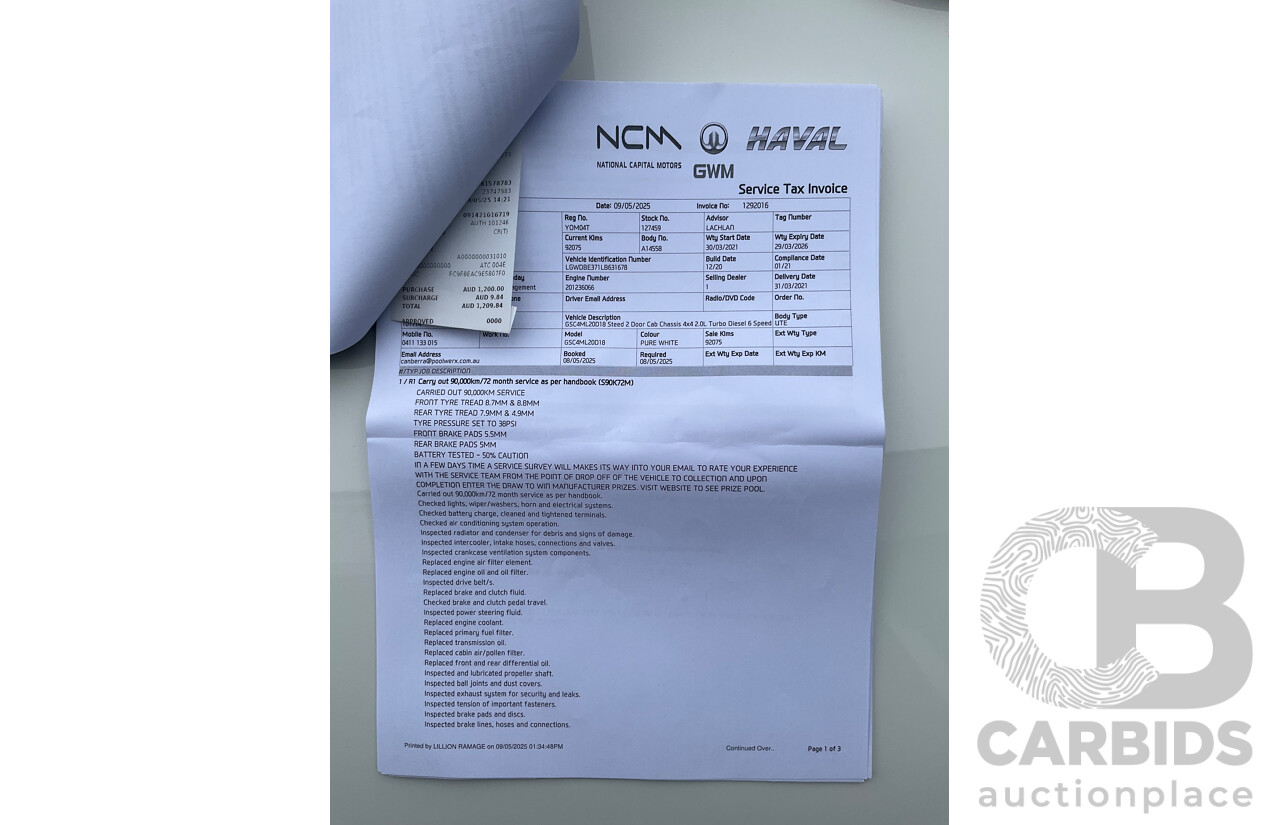 NCM
HAVAL
NATIONAL CAPITAL MOTORS
GWM
Service Tax Invoice
Date: 09/05/2025 Invoice No: 1292016
Reg No. Stock No. Advisor Tag Number
YOM04T 127459 LACHLAN
Current Klms Body No. Wty Start Date Wty Expiry Date
92075 A14558 30/03/2021 29/03/2026
Vehicle Identification Number Build Date Compliance Date
LGWDBE371LB631678 12/20 01/21
Engine Number Selling Dealer Delivery Date
201236066 1 31/03/2021
Driver Email Address Radio/DVD Code Order No.
Vehicle Description Body Type
GSC4ML20D18 Steed 2 Door Cab Chassis 4x4 2.0L Turbo Diesel 6 Speed UTE
Mobile No. Work No. Model Colour Sale Klms Ext Wty Type
0411 133 015 GSC4ML20D18 PURE WHITE 92075
Email Address Booked Required Ext Wty Exp Date Ext Wty Exp KM
canberra@poolwerx.com.au 08/05/2025 08/05/2025
14:21
091421616719
AUTH 101246
CR(T)
A0000000031010
ATC 004E
FC9FBEAC9E5807F0
PURCHASE AUD 1,200.00
SURCHARGE AUD 9.84
TOTAL AUD 1,209.84
APPROVED 0000
#/TYP JOB DESCRIPTION
1 / R1 Carry out 90,000km/72 month service as per handbook (S90K72M)
CARRIED OUT 90,000KM SERVICE
FRONT TYRE TREAD 8.7MM & 8.8MM
REAR TYRE TREAD 7.9MM & 4.9MM
TYRE PRESSURE SET TO 38PSI
FRONT BRAKE PADS 5.5MM
REAR BRAKE PADS 5MM
BATTERY TESTED - 50% CAUTION
IN A FEW DAYS TIME A SERVICE SURVEY WILL MAKES ITS WAY INTO YOUR EMAIL TO RATE YOUR EXPERIENCE
WITH THE SERVICE TEAM FROM THE POINT OF DROP OFF OF THE VEHICLE TO COLLECTION AND UPON
COMPLETION ENTER THE DRAW TO WIN MANUFACTURER PRIZES. VISIT WEBSITE TO SEE PRIZE POOL.
Carried out 90,000km/72 month service as per handbook.
Checked lights, wiper/washers, horn and electrical systems.
Checked battery charge, cleaned and tightened terminals.
Checked air conditioning system operation.
Inspected radiator and condenser for debris and signs of damage.
Inspected intercooler, intake hoses, connections and valves.
Inspected crankcase ventilation system components.
Replaced engine air filter element.
Replaced engine oil and oil filter.
Inspected drive belt/s.
Replaced brake and clutch fluid.
Checked brake and clutch pedal travel.
Inspected power steering fluid.
Replaced engine coolant.
Replaced primary fuel filter.
Replaced transmission oil.
Replaced cabin air/pollen filter.
Replaced front and rear differential oil.
Inspected and lubricated propeller shaft.
Inspected ball joints and dust covers.
Inspected exhaust system for security and leaks.
Inspected tension of important fasteners.
Inspected brake pads and discs.
Inspected brake lines, hoses and connections.
Printed by LILLION RAMAGE on 09/05/2025 01:34:48PM Continued Over.. Page 1 of 3
CB
CARBIDS
auctionplace